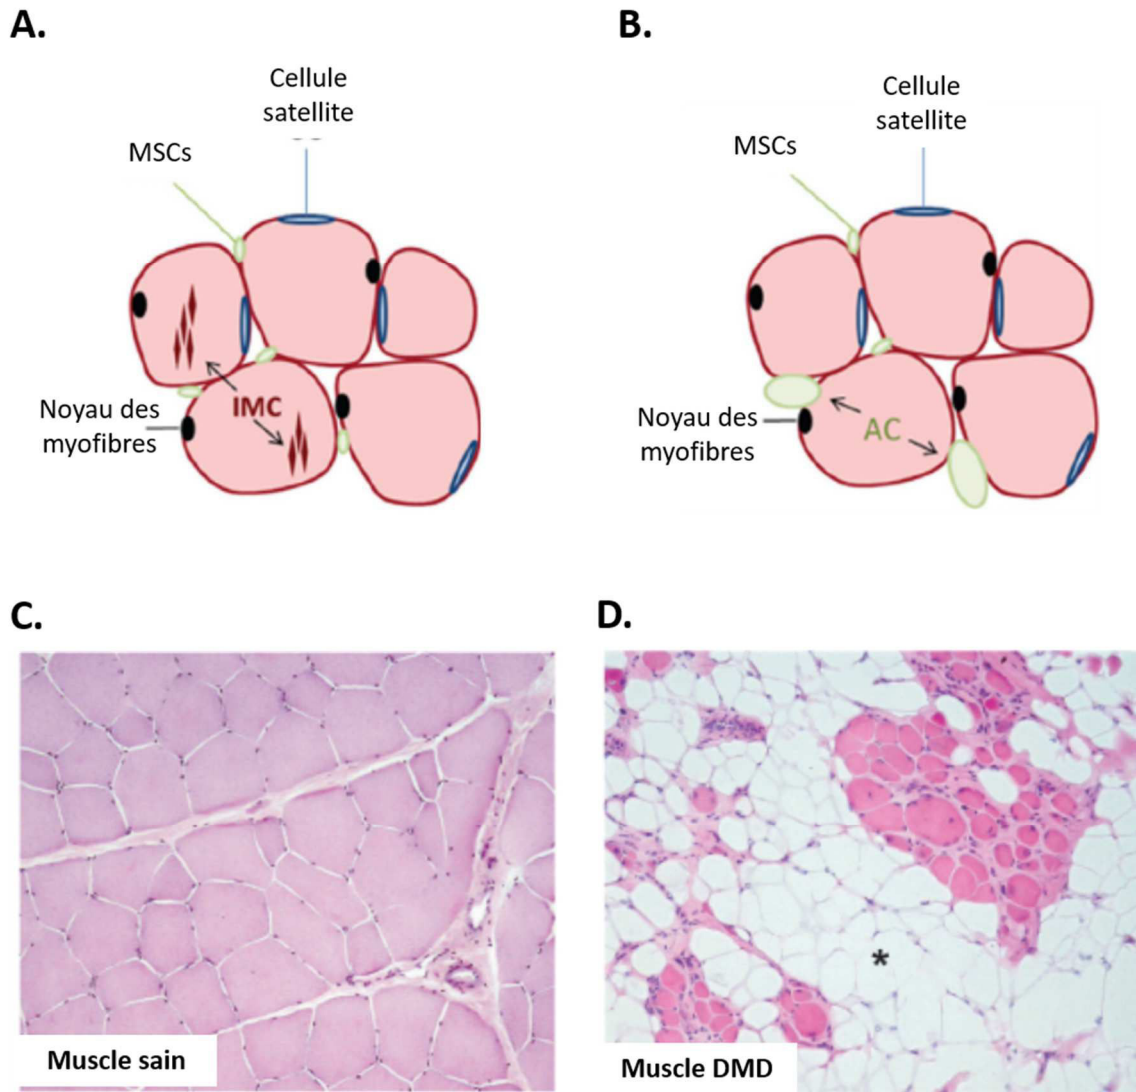 A.
Cellule
satellite
MSCs
IMC
Noyau des
myofibres
B.
Cellule
satellite
MSCs
AC
Noyau des
myofibres
C.
Muscle sain
D.
*
Muscle DMD